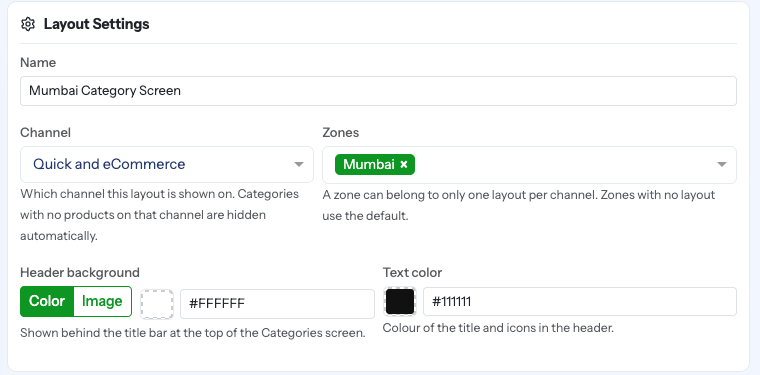 Layout Settings
Name
Mumbai Category Screen
Channel
Zones
Quick and eCommerce
Mumbai ×
Which channel this layout is shown on. Categories
with no products on that channel are hidden
automatically.
A zone can belong to only one layout per channel. Zones with no layout
use the default.
Header background
Text color
Color Image
#FFFFFF
#111111
Shown behind the title bar at the top of the Categories screen.
Colour of the title and icons in the header.